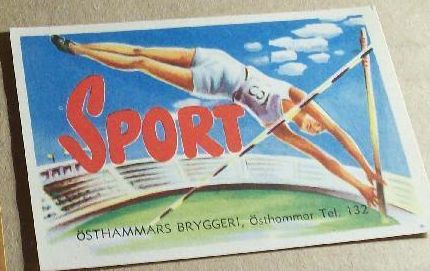 SPORT
ÖSTHAMMARS BRYGGERI, Östhammar Tel. 132